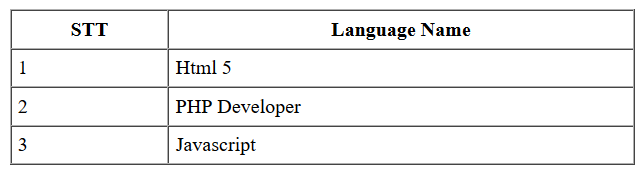 STT Language Name
1 Html 5
2 PHP Developer
3 Javascript